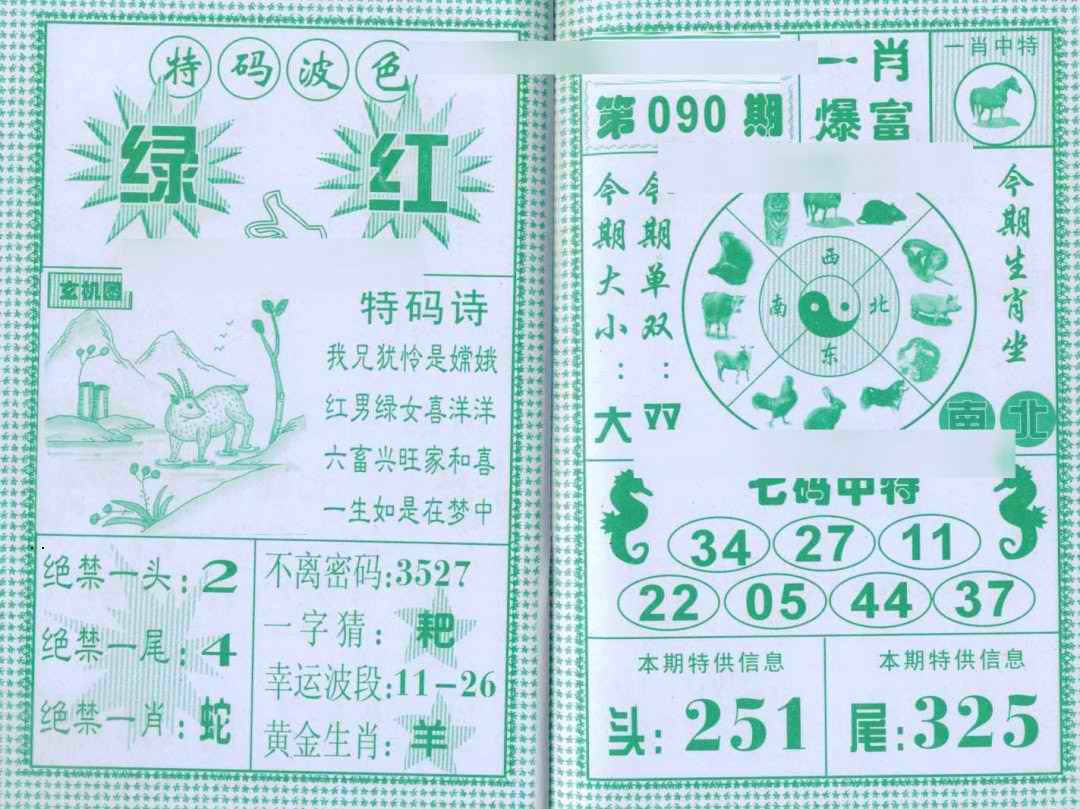 特码波色
绿 红
玄机图
特码诗
我兄犹怜是嫦娥
红男绿女喜洋洋
六畜兴旺家和喜
一生如是在梦中
绝禁一头:2
绝禁一尾:4
绝禁一肖:蛇
不离密码:3527
一字猜:耙
幸运波段:11-26
黄金生肖:羊
第090期
一肖
爆富
一肖中特
今期大小:大
今期单双:双
西
南 北
东
今期生肖坐
南北
七码中特
34 27 11
22 05 44 37
本期特供信息
头:251
本期特供信息
尾:325